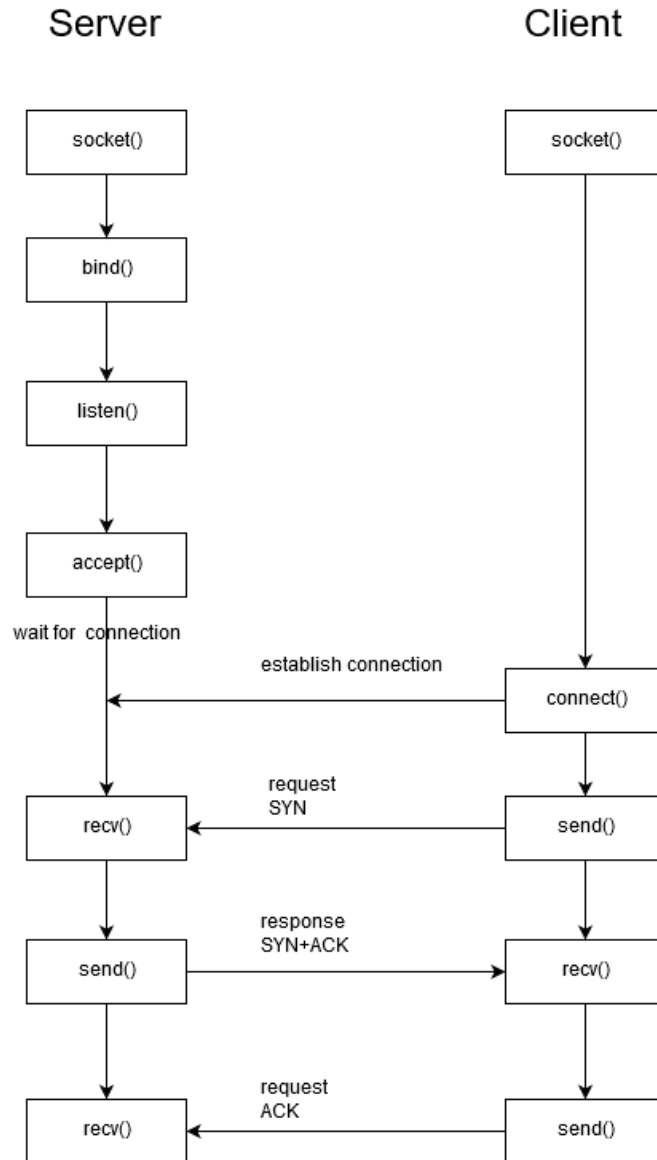 Server
Client
socket()
socket()
bind()
listen()
accept()
wait for connection
establish connection
connect()
request
SYN
recv()
send()
response
SYN+ACK
send()
recv()
request
ACK
recv()
send()